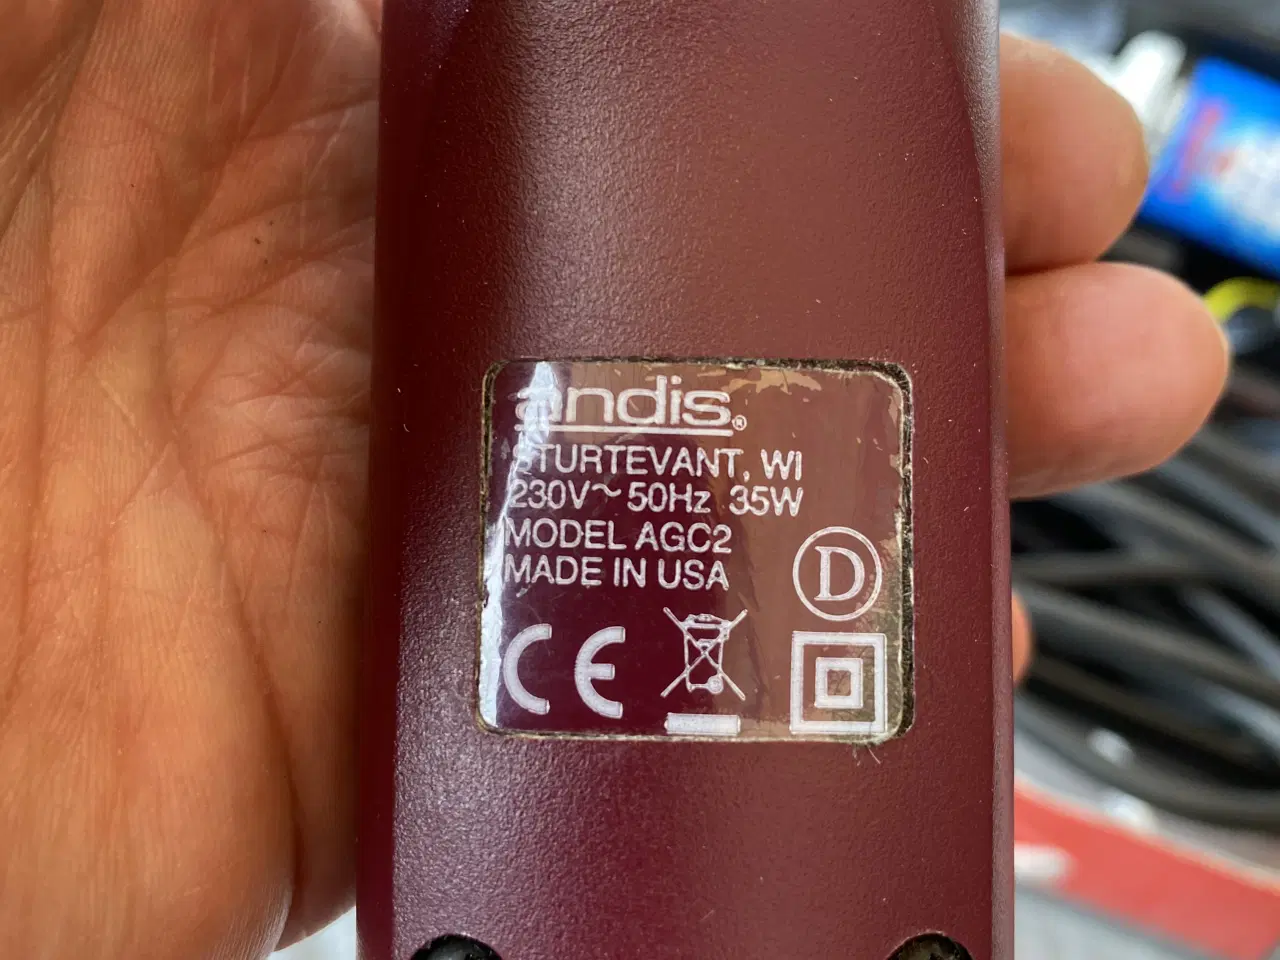 andis®
STURTEVANT, WI
230V~ 50Hz 35W
MODEL AGC2
MADE IN USA
D
CE